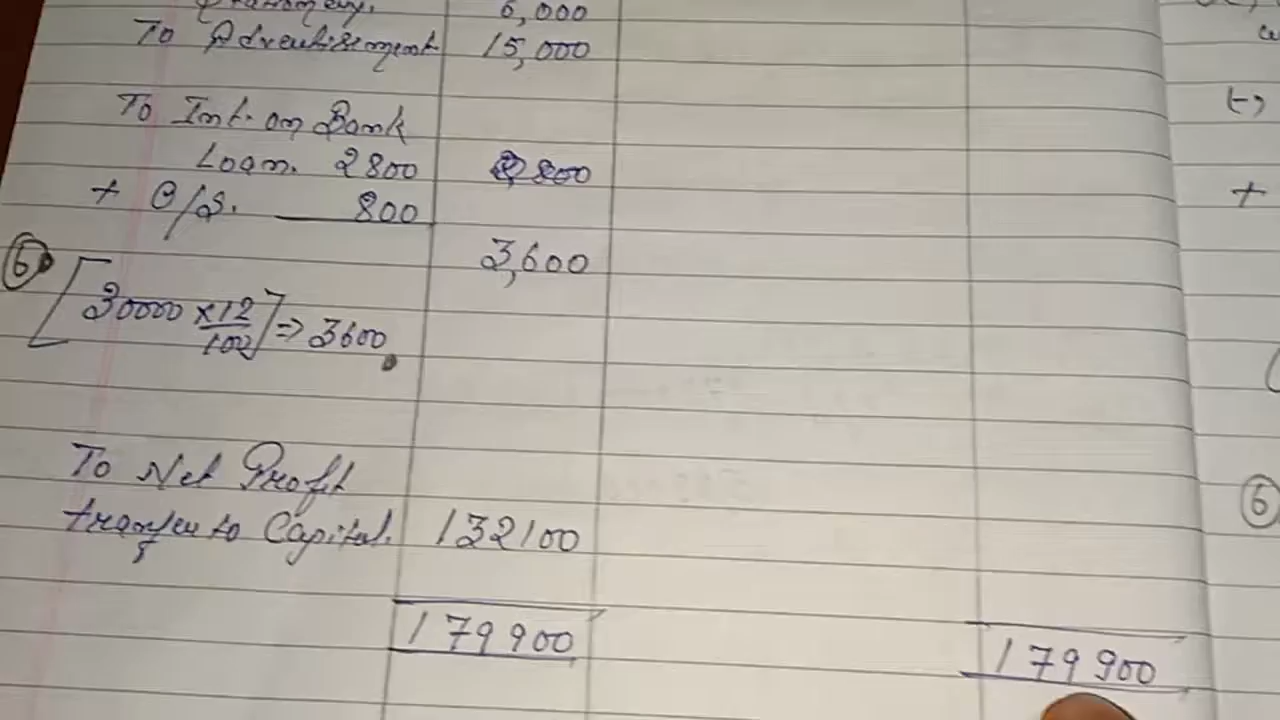 6,000
To Advertisement 15,000
To Int. on Bank
Loan. 2800
+ O/S. 800
3,600
6 [30000 × 12/100] => 3600
To Net Profit
transfer to Capital. 132100
179900 179900
(-)
+
6